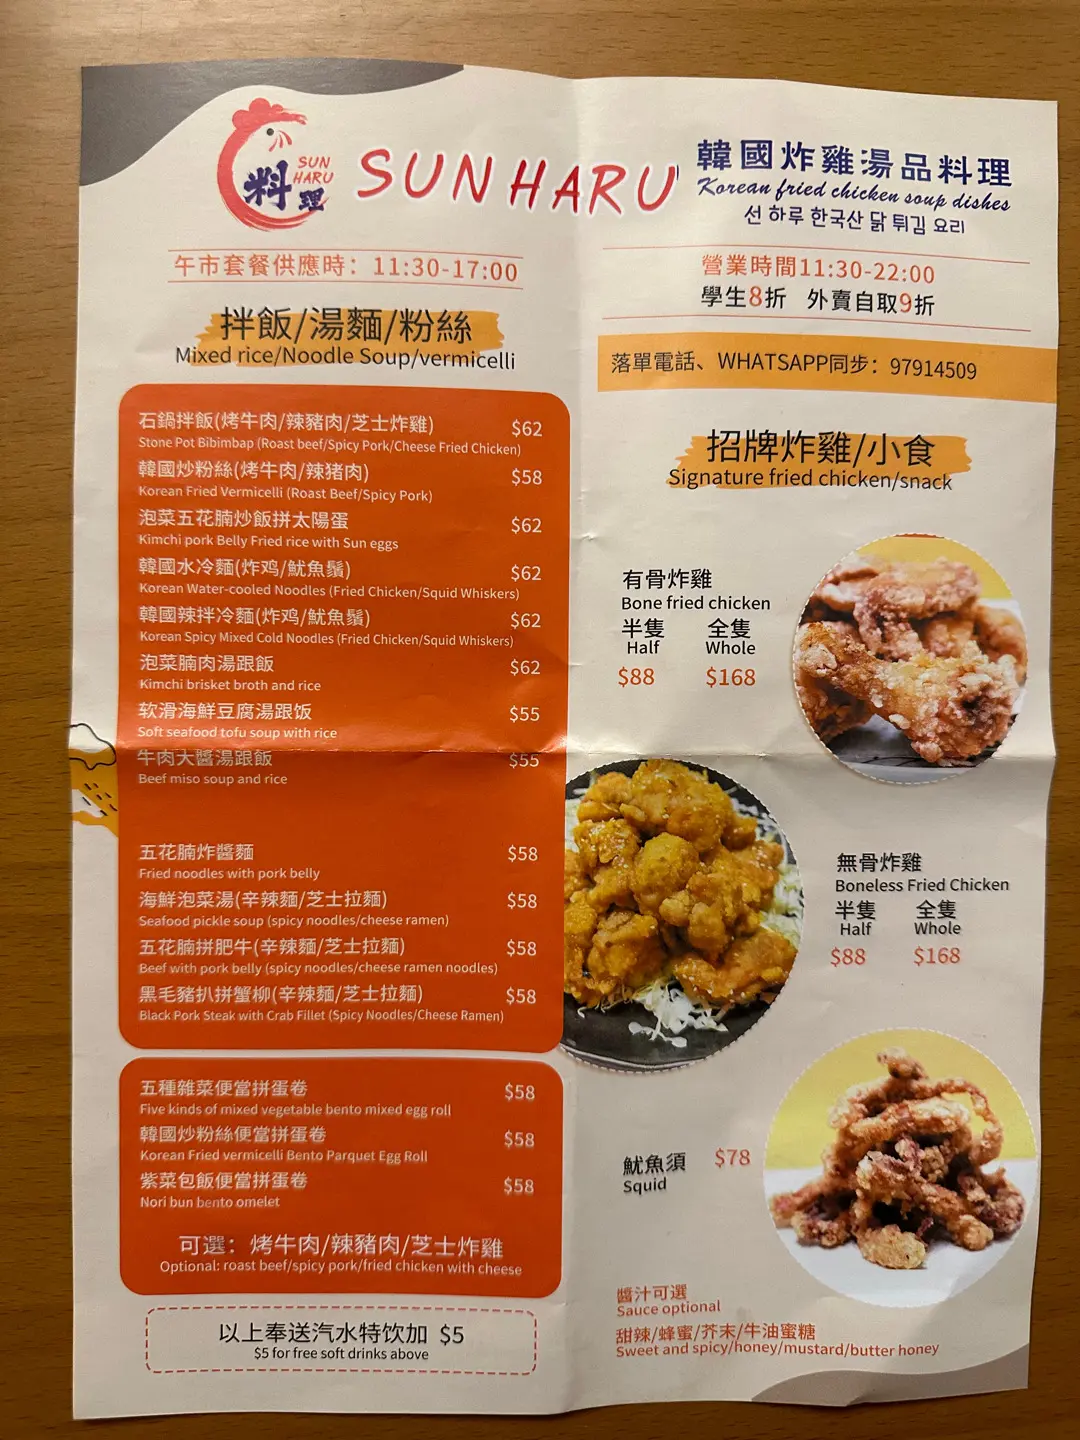 料理
SUN
HARU
SUN HARU
韓國炸雞湯品料理
Korean fried chicken soup dishes
선 하루 한국산 닭 튀김 요리
午市套餐供應時：11:30-17:00
拌飯/湯麵/粉絲
Mixed rice/Noodle Soup/vermicelli
石鍋拌飯(烤牛肉/辣豬肉/芝士炸雞) $62
Stone Pot Bibimbap (Roast beef/Spicy Pork/Cheese Fried Chicken)
韓國炒粉絲(烤牛肉/辣猪肉) $58
Korean Fried Vermicelli (Roast Beef/Spicy Pork)
泡菜五花腩炒飯拼太陽蛋 $62
Kimchi pork Belly Fried rice with Sun eggs
韓國水冷麵(炸鸡/魷魚鬚) $62
Korean Water-cooled Noodles (Fried Chicken/Squid Whiskers)
韓國辣拌冷麵(炸鸡/魷魚鬚) $62
Korean Spicy Mixed Cold Noodles (Fried Chicken/Squid Whiskers)
泡菜腩肉湯跟飯 $62
Kimchi brisket broth and rice
软滑海鮮豆腐湯跟饭 $55
Soft seafood tofu soup with rice
牛肉大醬湯跟飯 $55
Beef miso soup and rice
五花腩炸醬麵 $58
Fried noodles with pork belly
海鮮泡菜湯(辛辣麵/芝士拉麵) $58
Seafood pickle soup (spicy noodles/cheese ramen)
五花腩拼肥牛(辛辣麵/芝士拉麵) $58
Beef with pork belly (spicy noodles/cheese ramen noodles)
黑毛豬扒拼蟹柳(辛辣麵/芝士拉麵) $58
Black Pork Steak with Crab Fillet (Spicy Noodles/Cheese Ramen)
五種雜菜便當拼蛋卷 $58
Five kinds of mixed vegetable bento mixed egg roll
韓國炒粉絲便當拼蛋卷 $58
Korean Fried vermicelli Bento Parquet Egg Roll
紫菜包飯便當拼蛋卷 $58
Nori bun bento omelet
可選：烤牛肉/辣豬肉/芝士炸雞
Optional: roast beef/spicy pork/fried chicken with cheese
以上奉送汽水特饮加 $5
$5 for free soft drinks above
營業時間11:30-22:00
學生8折 外賣自取9折
落單電話、WHATSAPP同步：97914509
招牌炸雞/小食
Signature fried chicken/snack
有骨炸雞
Bone fried chicken
半隻 全隻
Half Whole
$88 $168
無骨炸雞
Boneless Fried Chicken
半隻 全隻
Half Whole
$88 $168
魷魚須 $78
Squid
醬汁可選
Sauce optional
甜辣/蜂蜜/芥末/牛油蜜糖
Sweet and spicy/honey/mustard/butter honey